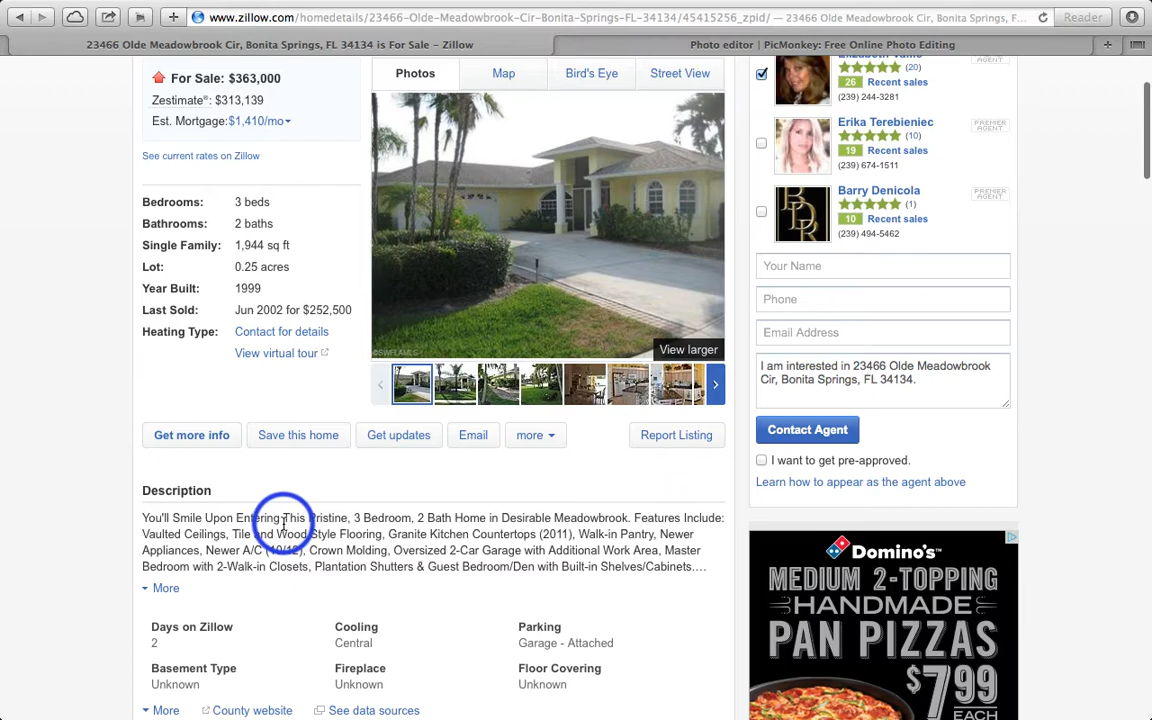 www.zillow.com/homedetails/23466-Olde-Meadowbrook-Cir-Bonita-Springs-FL-34134/45415256_zpid/ — 23466 Olde Meadowbrook Cir, Bonita Springs, F...
Reader
23466 Olde Meadowbrook Cir, Bonita Springs, FL 34134 is For Sale - Zillow
Photo editor | PicMonkey: Free Online Photo Editing
For Sale: $363,000
Zestimate®: $313,139
Est. Mortgage: $1,410/mo
See current rates on Zillow
Bedrooms: 3 beds
Bathrooms: 2 baths
Single Family: 1,944 sq ft
Lot: 0.25 acres
Year Built: 1999
Last Sold: Jun 2002 for $252,500
Heating Type: Contact for details
View virtual tour
Photos
Map
Bird's Eye
Street View
©SWFLAMLS
View larger
Get more info
Save this home
Get updates
Email
more
Report Listing
Description
You'll Smile Upon Entering This Pristine, 3 Bedroom, 2 Bath Home in Desirable Meadowbrook. Features Include:
Vaulted Ceilings, Tile and Wood Style Flooring, Granite Kitchen Countertops (2011), Walk-in Pantry, Newer
Appliances, Newer A/C (10/12), Crown Molding, Oversized 2-Car Garage with Additional Work Area, Master
Bedroom with 2-Walk-in Closets, Plantation Shutters & Guest Bedroom/Den with Built-in Shelves/Cabinets....
More
Days on Zillow
2
Cooling
Central
Parking
Garage - Attached
Basement Type
Unknown
Fireplace
Unknown
Floor Covering
Unknown
More
County website
See data sources
(20)
26 Recent sales
(239) 244-3281
PREMIER AGENT
Erika Terebieniec
(10)
19 Recent sales
(239) 674-1511
PREMIER AGENT
Barry Denicola
(1)
10 Recent sales
(239) 494-5462
PREMIER AGENT
BDR
Your Name
Phone
Email Address
I am interested in 23466 Olde Meadowbrook
Cir, Bonita Springs, FL 34134.
Contact Agent
I want to get pre-approved.
Learn how to appear as the agent above
Domino's™
MEDIUM 2-TOPPING
HANDMADE
PAN PIZZAS
$7.99
EACH